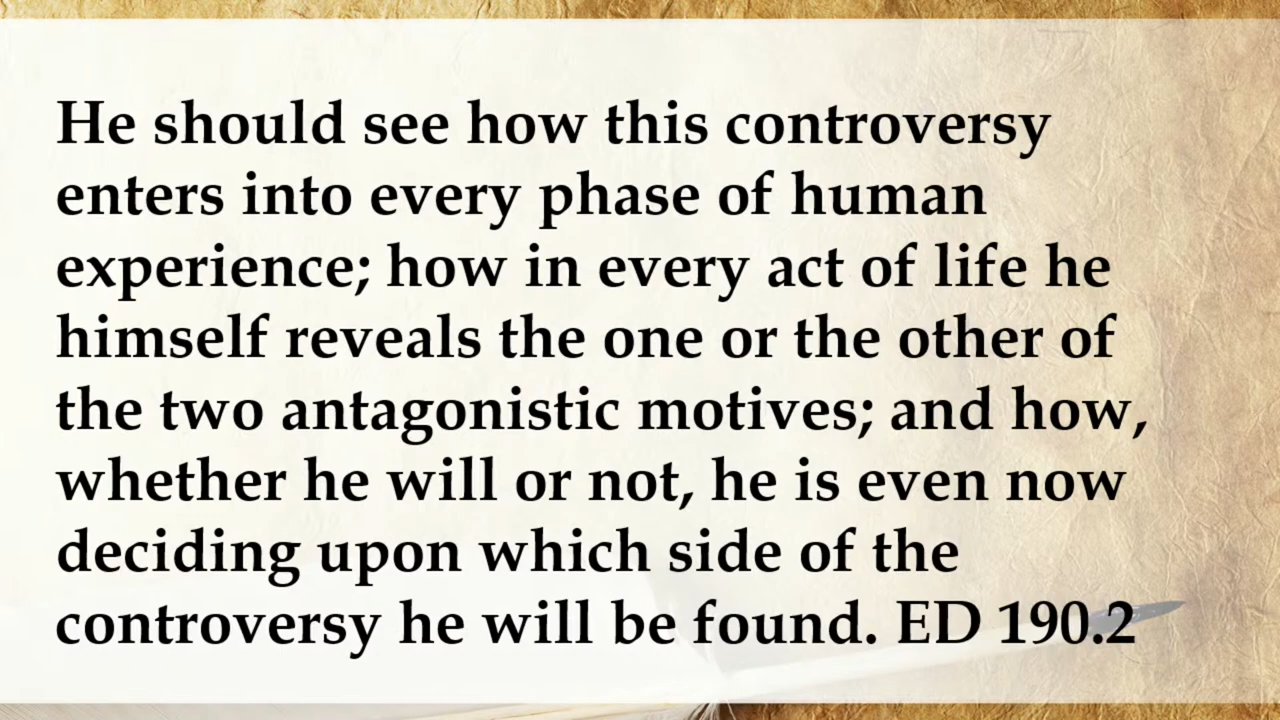 He should see how this controversy
enters into every phase of human
experience; how in every act of life he
himself reveals the one or the other of
the two antagonistic motives; and how,
whether he will or not, he is even now
deciding upon which side of the
controversy he will be found. ED 190.2